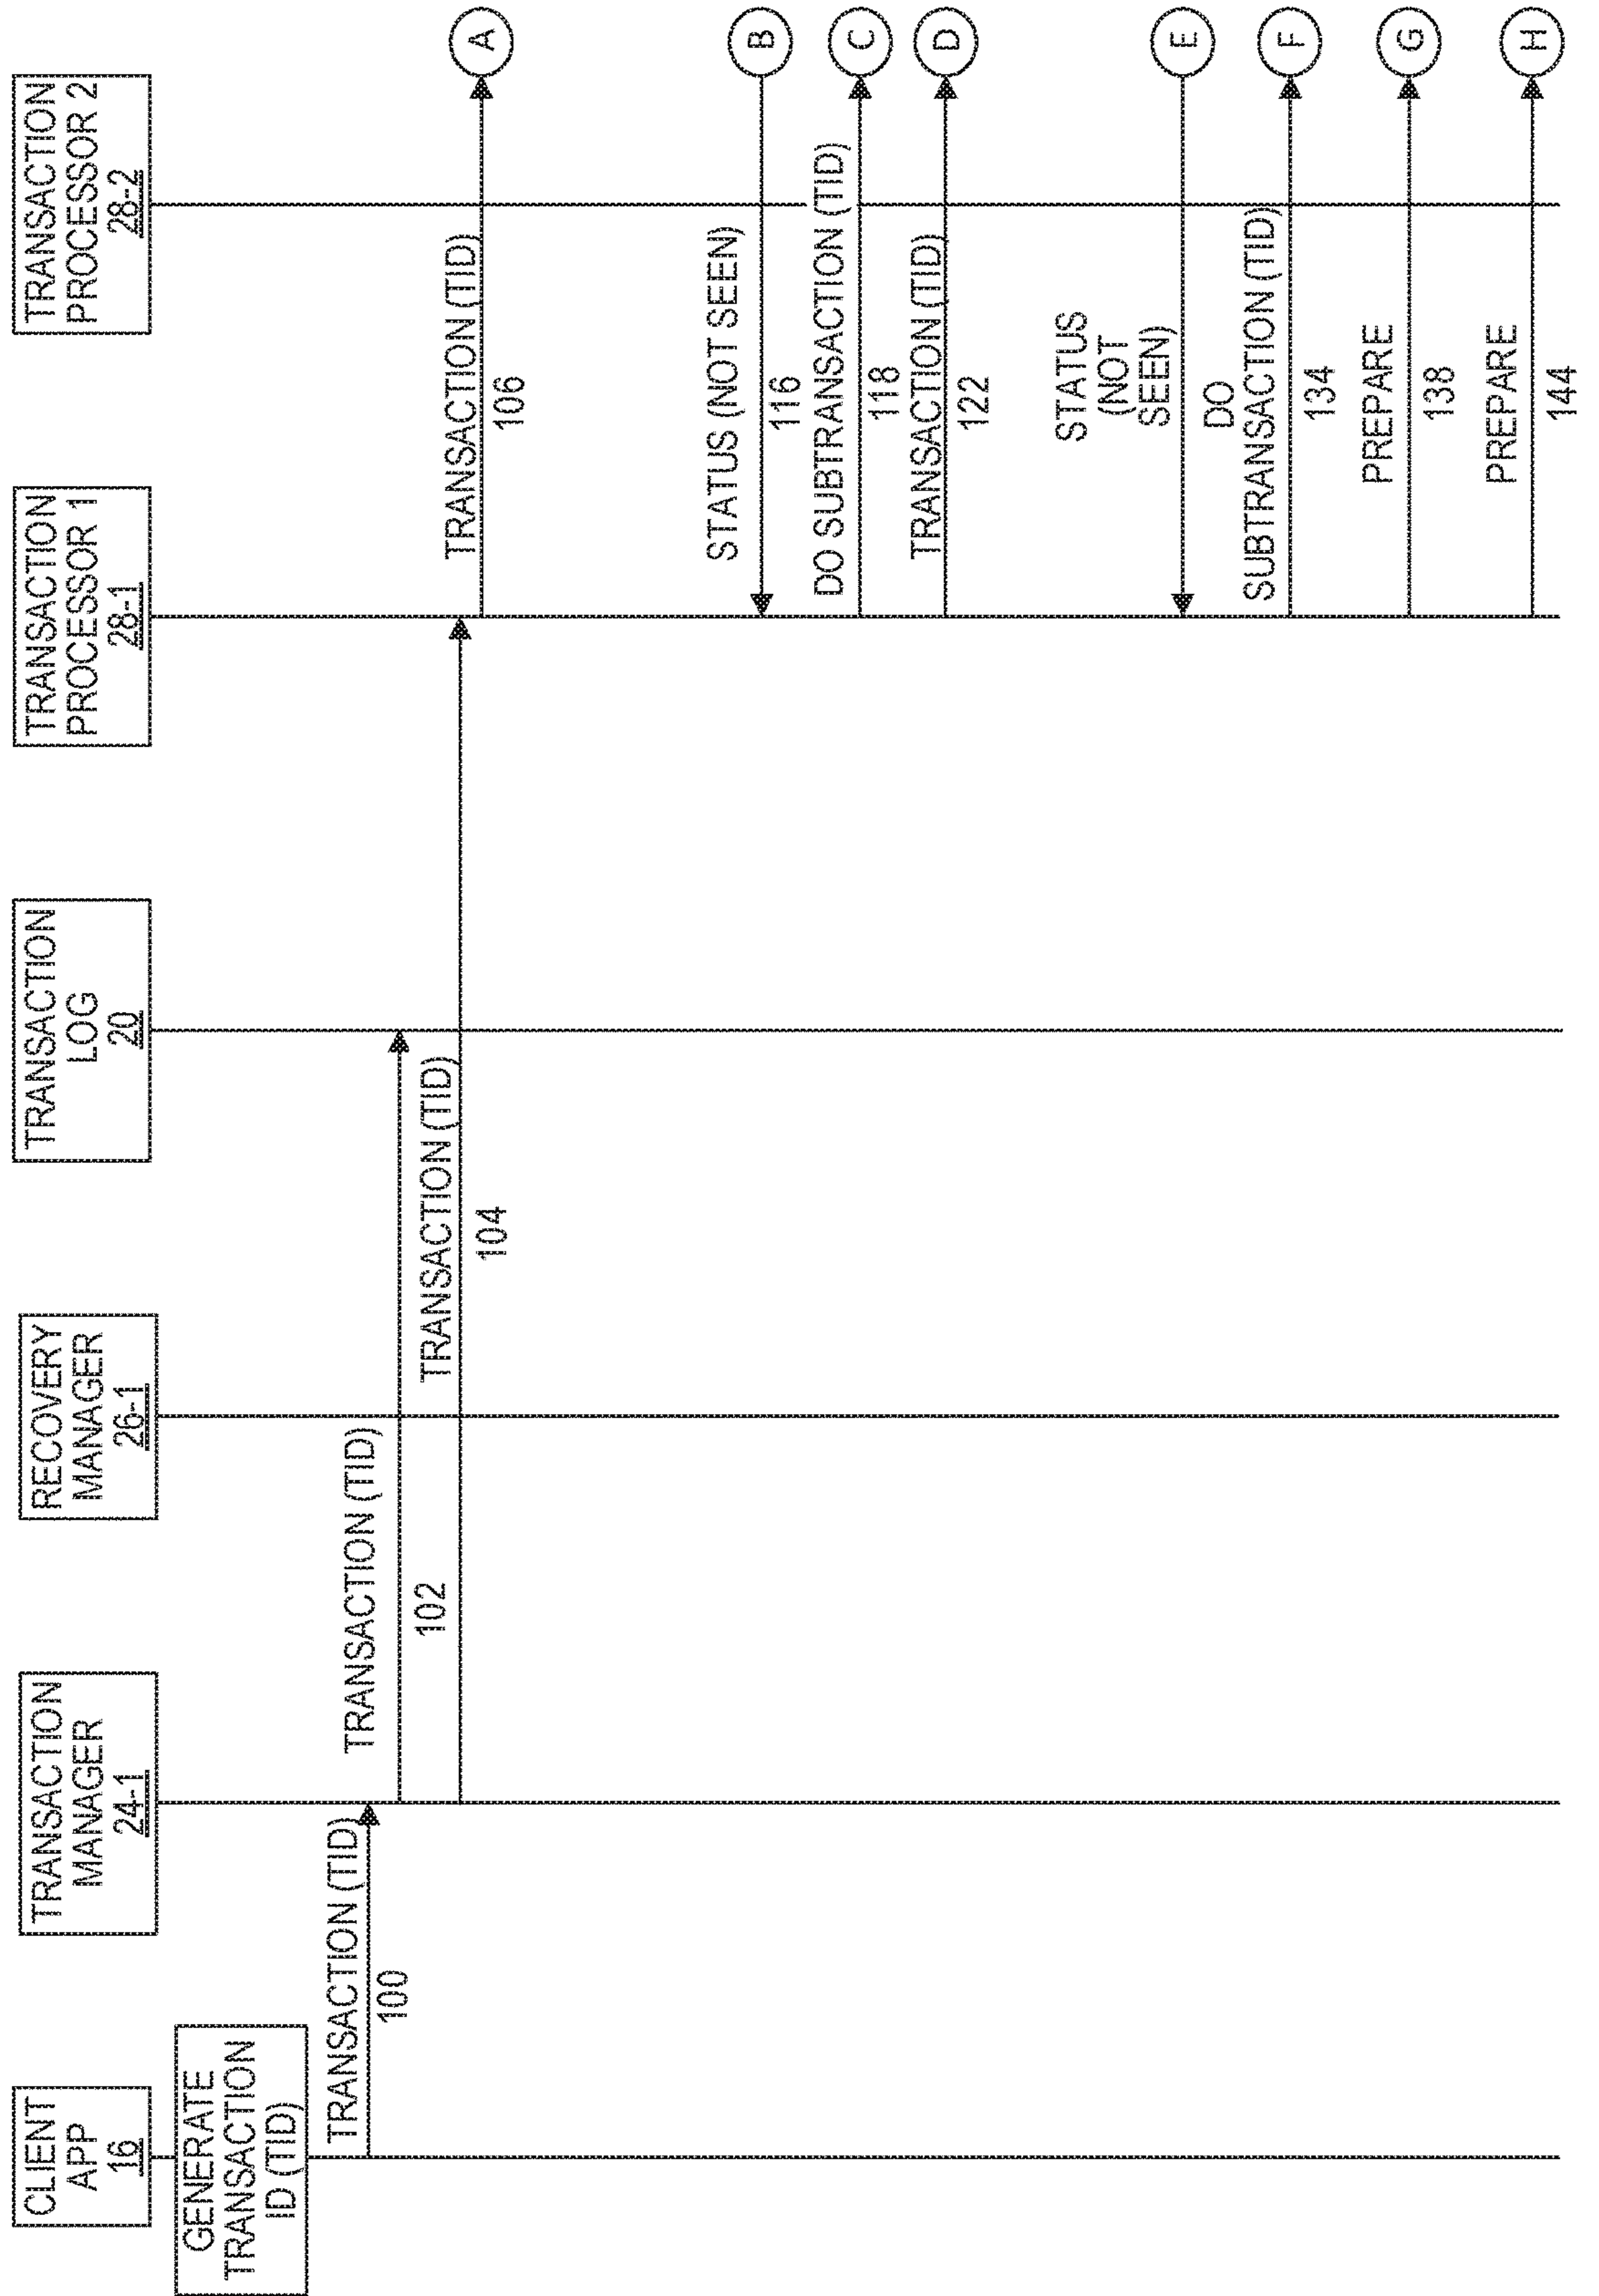 CLIENT
APP
16
TRANSACTION
MANAGER
24-1
RECOVERY
MANAGER
26-1
TRANSACTION
LOG
20
TRANSACTION
PROCESSOR 1
28-1
TRANSACTION
PROCESSOR 2
28-2
GENERATE
TRANSACTION
ID (TID)
TRANSACTION (TID)
100
TRANSACTION (TID)
102
TRANSACTION (TID)
104
TRANSACTION (TID)
106
A
STATUS (NOT SEEN)
116
B
DO SUBTRANSACTION (TID)
118
C
TRANSACTION (TID)
122
D
STATUS
(NOT
SEEN)
E
DO
SUBTRANSACTION (TID)
134
F
PREPARE
138
G
PREPARE
144
H